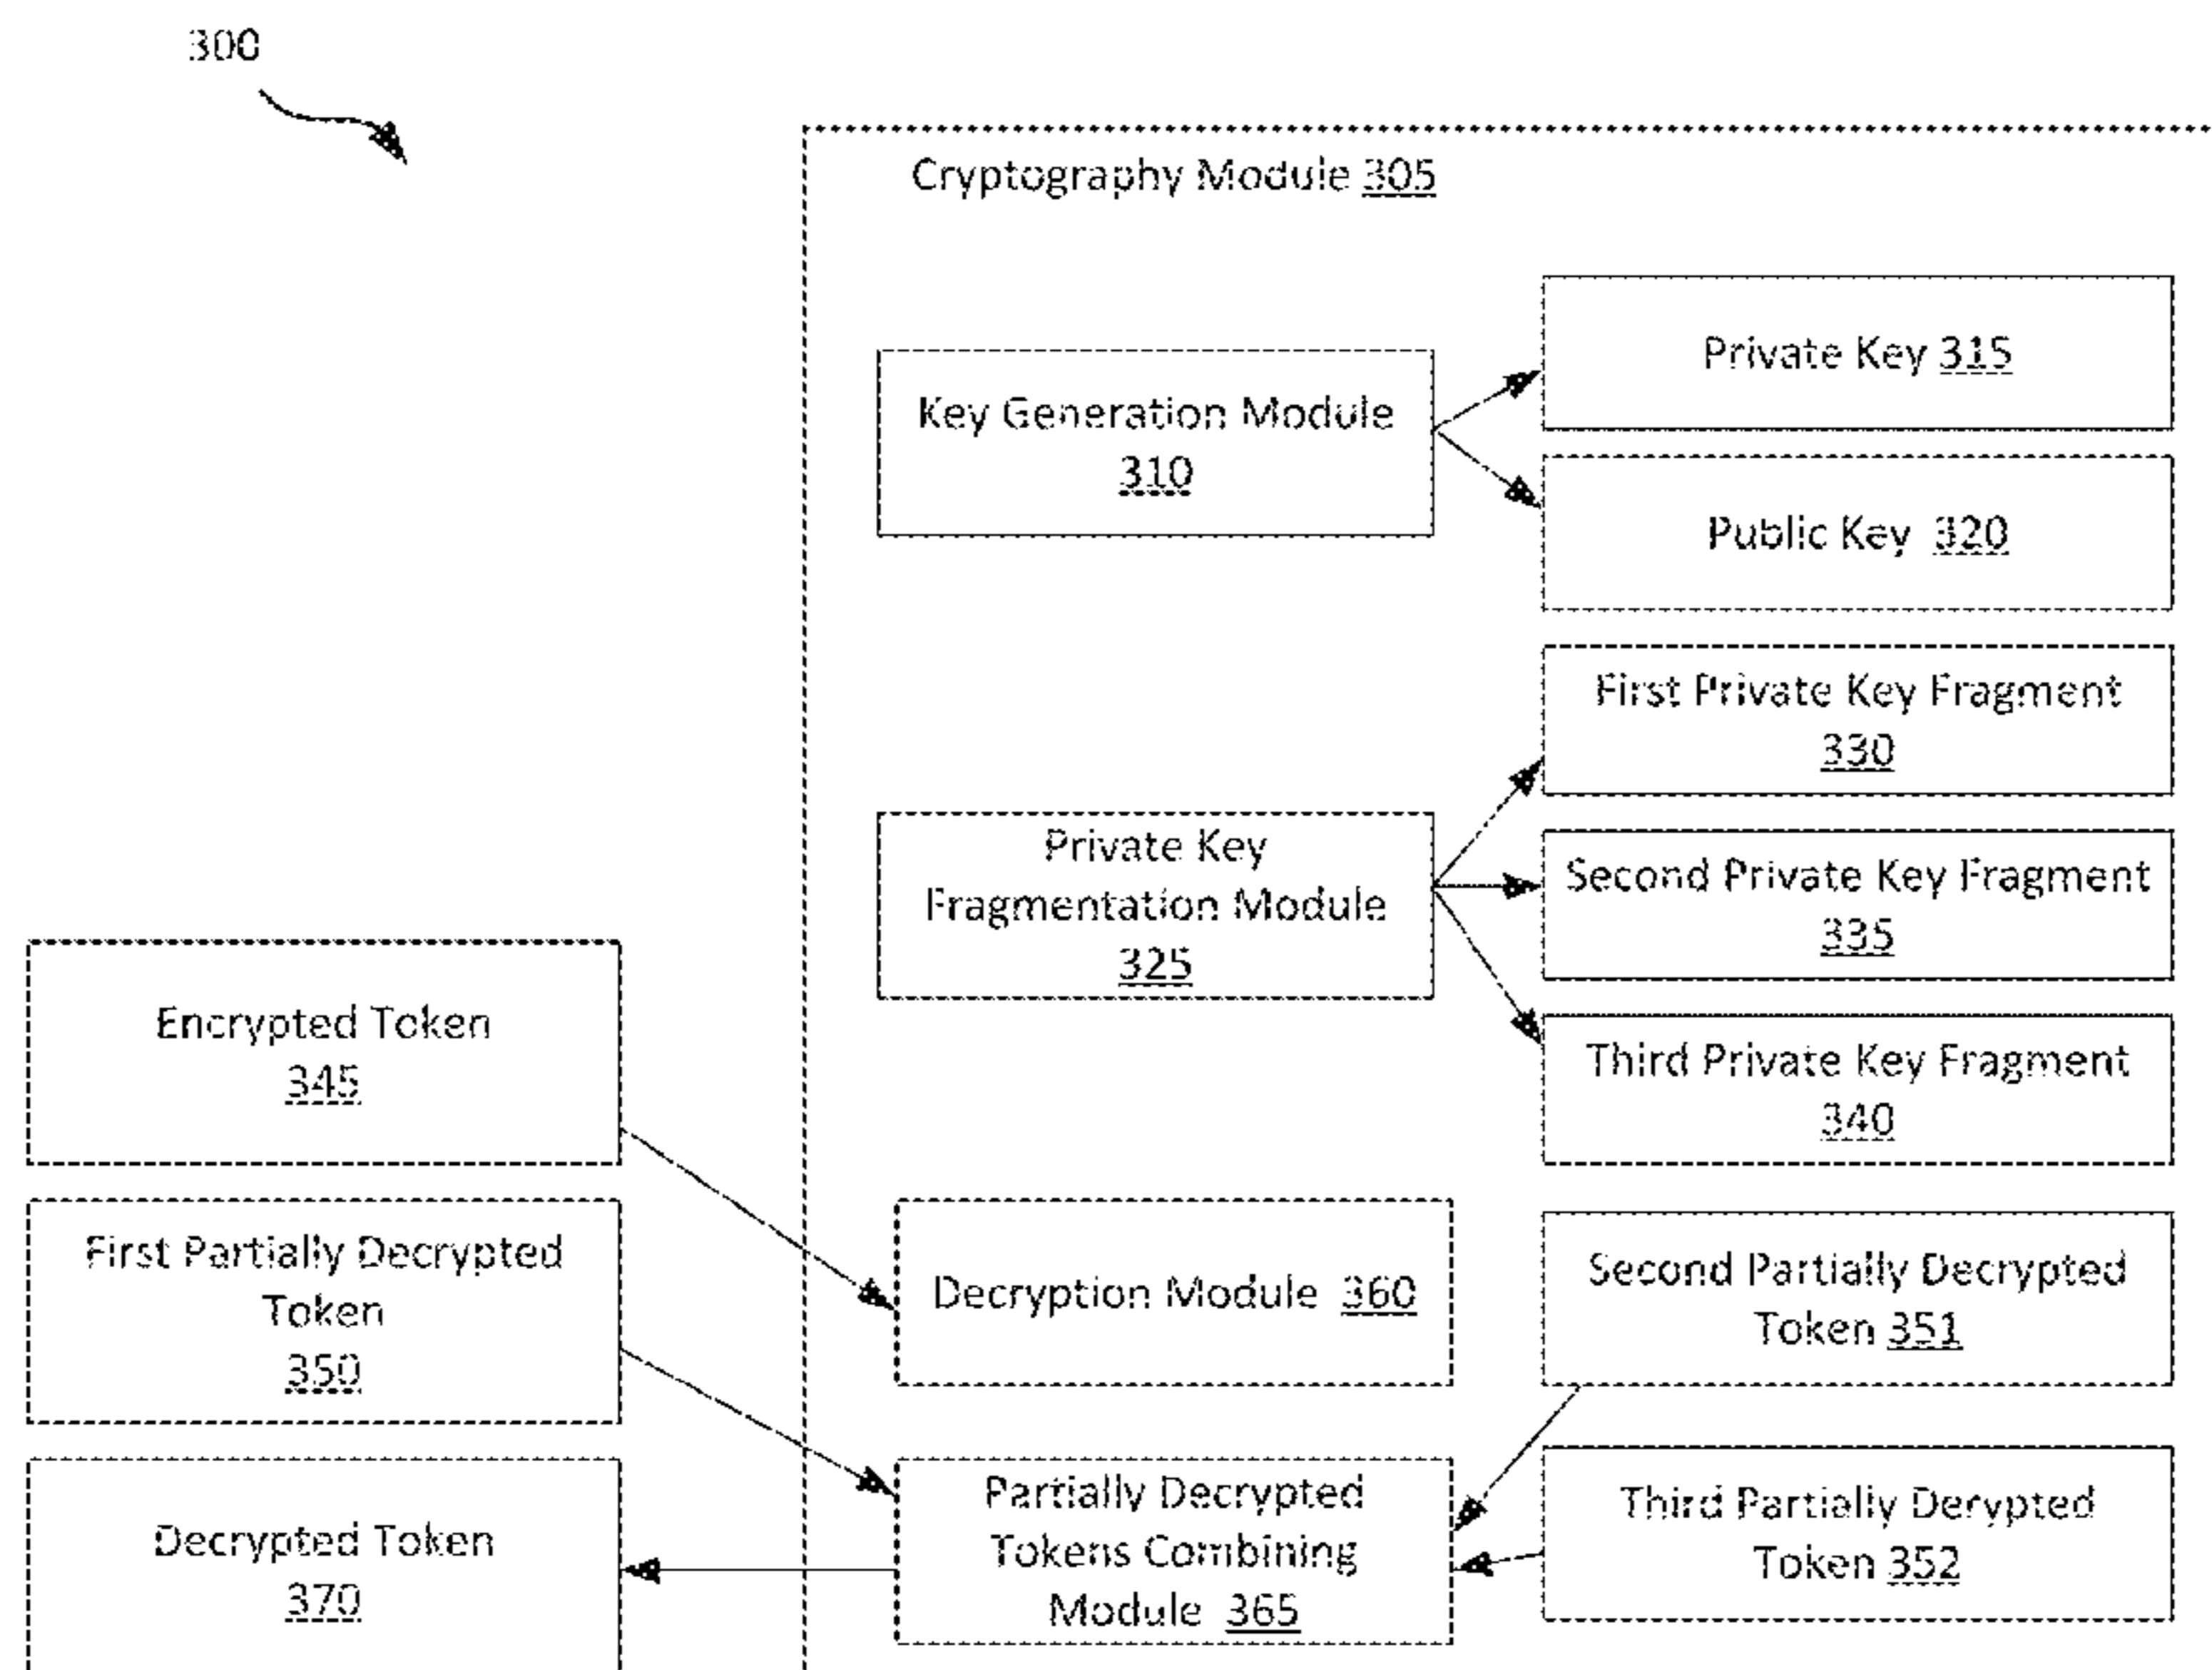 300
Cryptography Module 305
Key Generation Module
310
Private Key 315
Public Key 320
Private Key
Fragmentation Module
325
First Private Key Fragment
330
Second Private Key Fragment
335
Third Private Key Fragment
340
Encrypted Token
345
First Partially Decrypted
Token
350
Decrypted Token
370
Decryption Module 360
Partially Decrypted
Tokens Combining
Module 365
Second Partially Decrypted
Token 351
Third Partially Derypted
Token 352